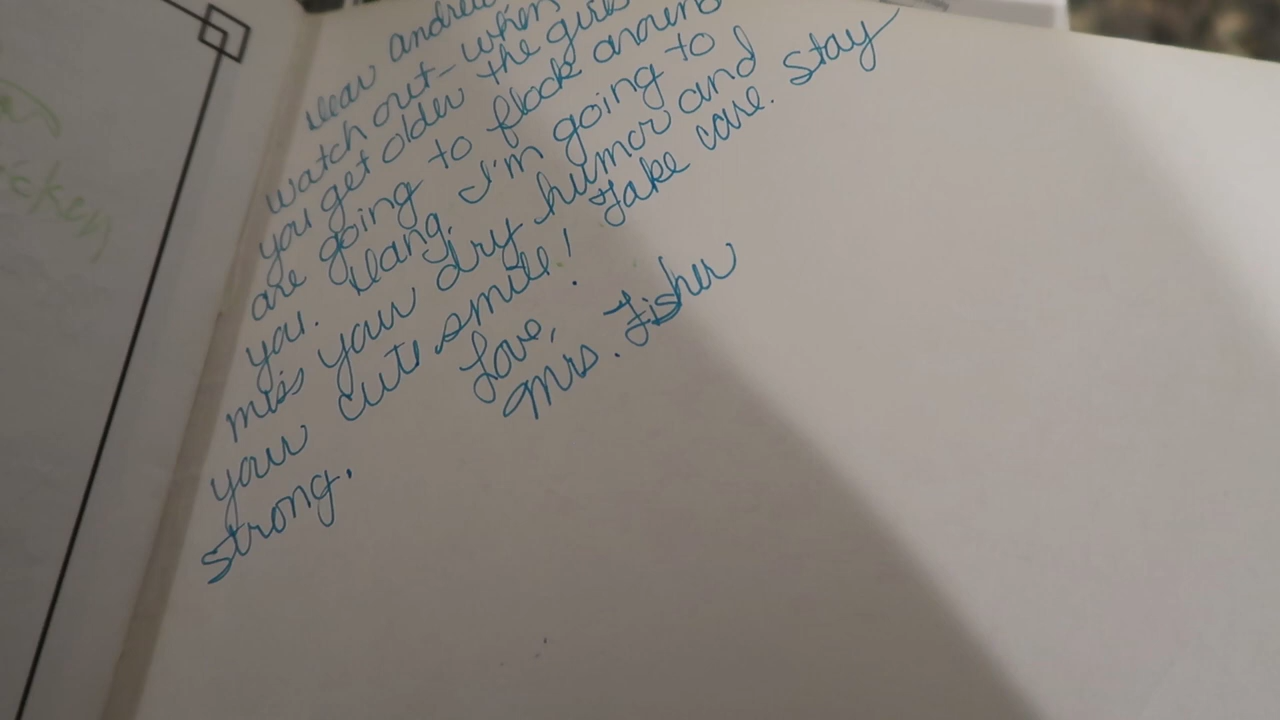 Dear andrew
watch out - when
you get older the girls
are going to flock around
you. Dang. I'm going to
miss your dry humor and
your cute smile! Take care. Stay
strong.
Love,
Mrs. Fisher